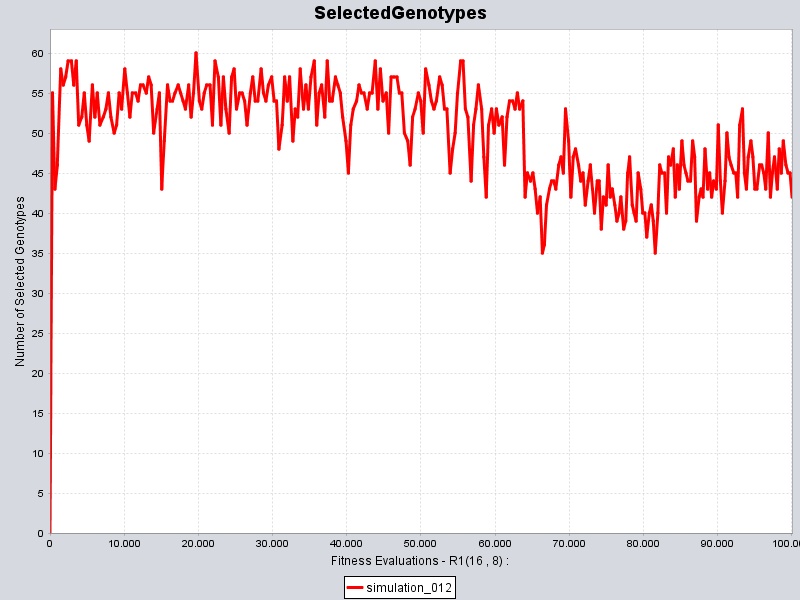 SelectedGenotypes
Number of Selected Genotypes
60
55
50
45
40
35
30
25
20
15
10
5
0
0 10.000 20.000 30.000 40.000 50.000 60.000 70.000 80.000 90.000 100.00
Fitness Evaluations - R1(16 , 8) :
simulation_012